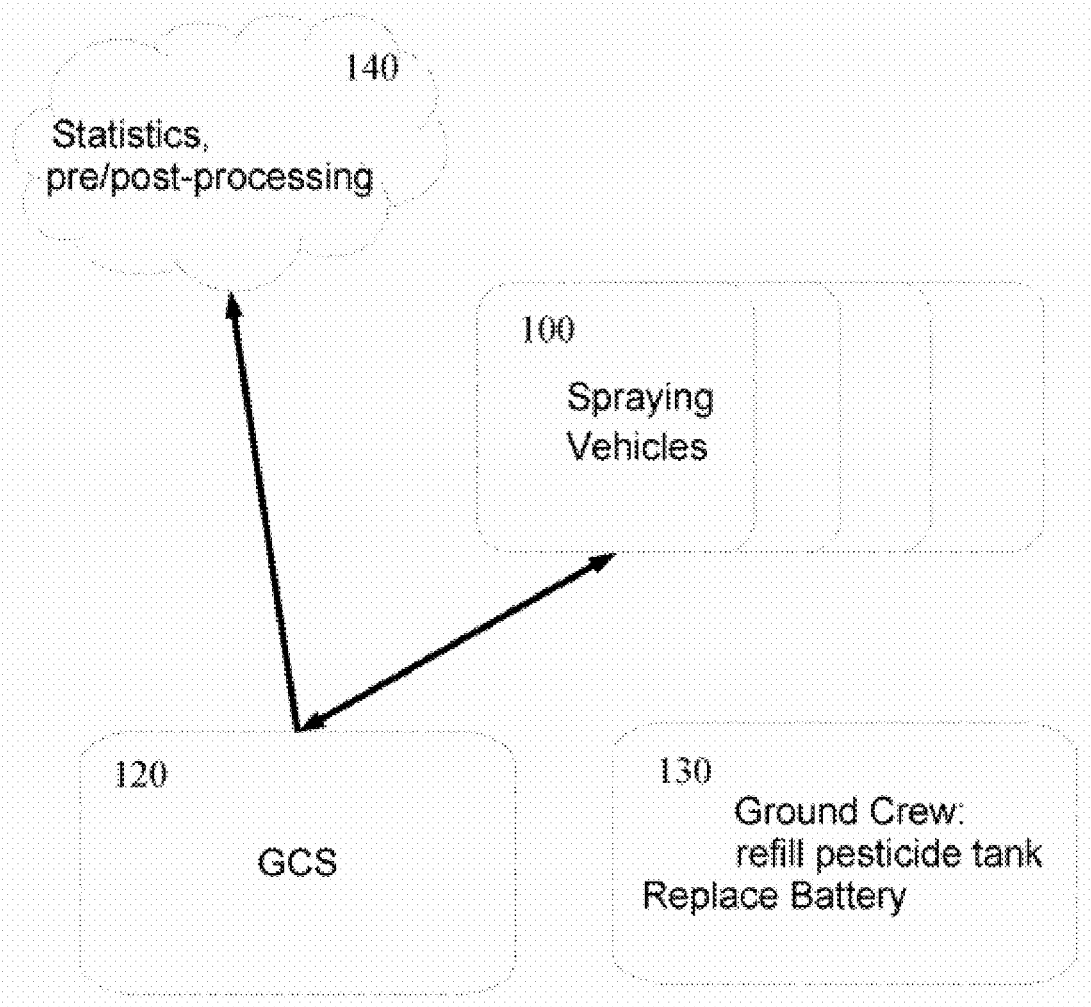 140
Statistics,
pre/post-processing
100
Spraying
Vehicles
120
GCS
130
Ground Crew:
refill pesticide tank
Replace Battery